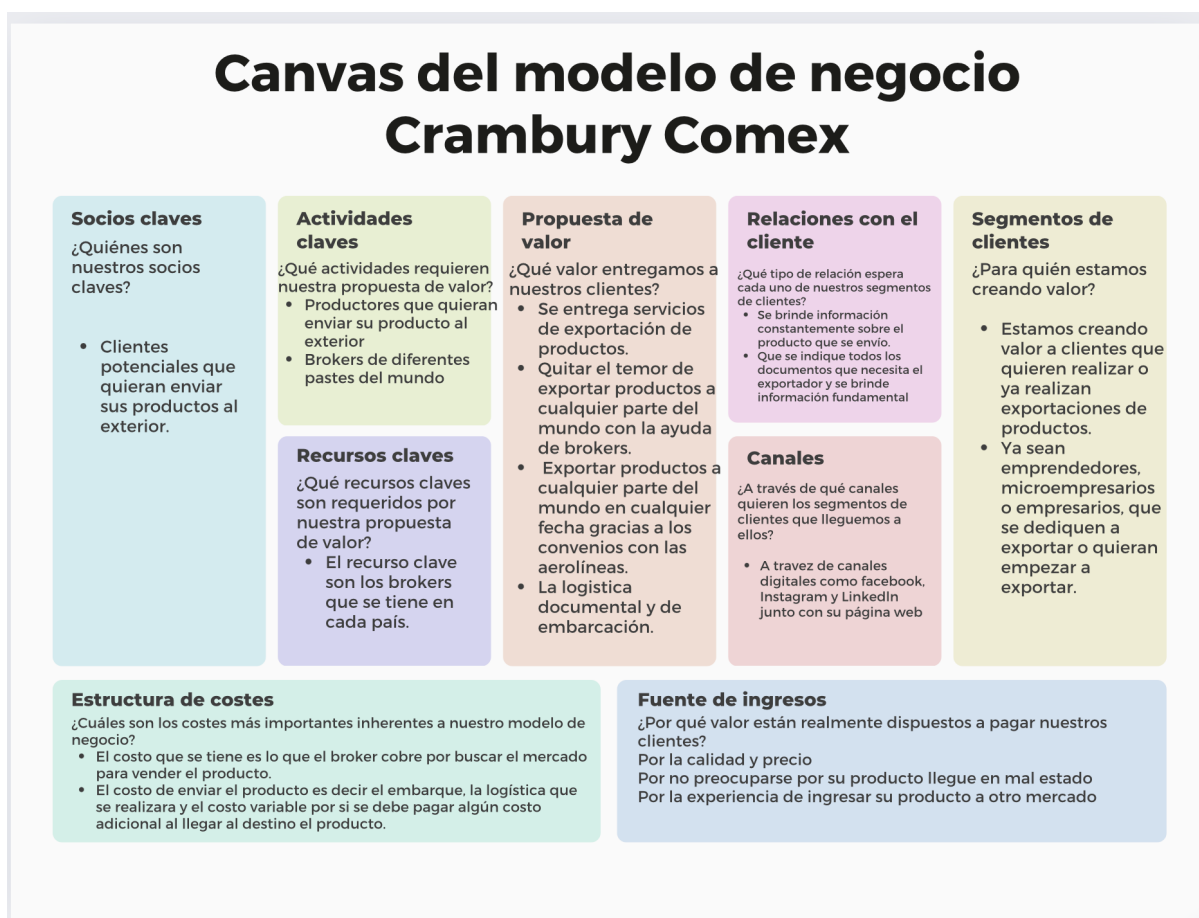 Canvas del modelo de negocio
Crambury Comex
Socios claves
¿Quiénes son
nuestros socios
claves?
• Clientes
potenciales que
quieran enviar
sus productos al
exterior.
Actividades
claves
¿Qué actividades requieren
nuestra propuesta de valor?
• Productores que quieran
enviar su producto al
exterior
• Brokers de diferentes
pastes del mundo
Recursos claves
¿Qué recursos claves
son requeridos por
nuestra propuesta
de valor?
• El recurso clave
son los brokers
que se tiene en
cada país.
Propuesta de
valor
¿Qué valor entregamos a
nuestros clientes?
• Se entrega servicios
de exportación de
productos.
• Quitar el temor de
exportar productos a
cualquier parte del
mundo con la ayuda
de brokers.
• Exportar productos a
cualquier parte del
mundo en cualquier
fecha gracias a los
convenios con las
aerolíneas.
• La logistica
documental y de
embarcación.
Relaciones con el
cliente
¿Qué tipo de relación espera
cada uno de nuestros segmentos
de clientes?
• Se brinde información
constantemente sobre el
producto que se envío.
• Que se indique todos los
documentos que necesita el
exportador y se brinde
información fundamental
Canales
¿A través de qué canales
quieren los segmentos de
clientes que lleguemos a
ellos?
• A travez de canales
digitales como facebook,
Instagram y LinkedIn
junto con su página web
Segmentos de
clientes
¿Para quién estamos
creando valor?
• Estamos creando
valor a clientes que
quieren realizar o
ya realizan
exportaciones de
productos.
• Ya sean
emprendedores,
microempresarios
o empresarios, que
se dediquen a
exportar o quieran
empezar a
exportar.
Estructura de costes
¿Cuáles son los costes más importantes inherentes a nuestro modelo de
negocio?
• El costo que se tiene es lo que el broker cobre por buscar el mercado
para vender el producto.
• El costo de enviar el producto es decir el embarque, la logística que
se realizara y el costo variable por si se debe pagar algún costo
adicional al llegar al destino el producto.
Fuente de ingresos
¿Por qué valor están realmente dispuestos a pagar nuestros
clientes?
Por la calidad y precio
Por no preocuparse por su producto llegue en mal estado
Por la experiencia de ingresar su producto a otro mercado